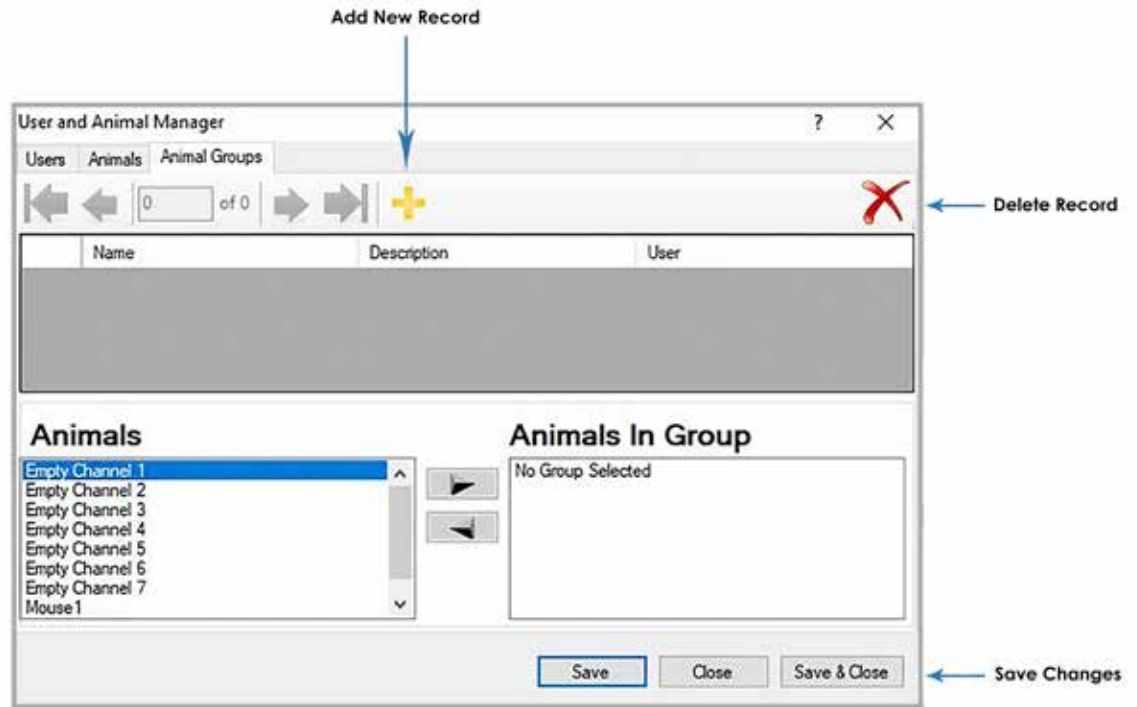 Add New Record
User and Animal Manager ? X
Users Animals Animal Groups
0 of 0
Delete Record
Name Description User
Animals
Animals In Group
Empty Channel 1
Empty Channel 2
Empty Channel 3
Empty Channel 4
Empty Channel 5
Empty Channel 6
Empty Channel 7
Mouse1
No Group Selected
Save Close Save & Close
Save Changes